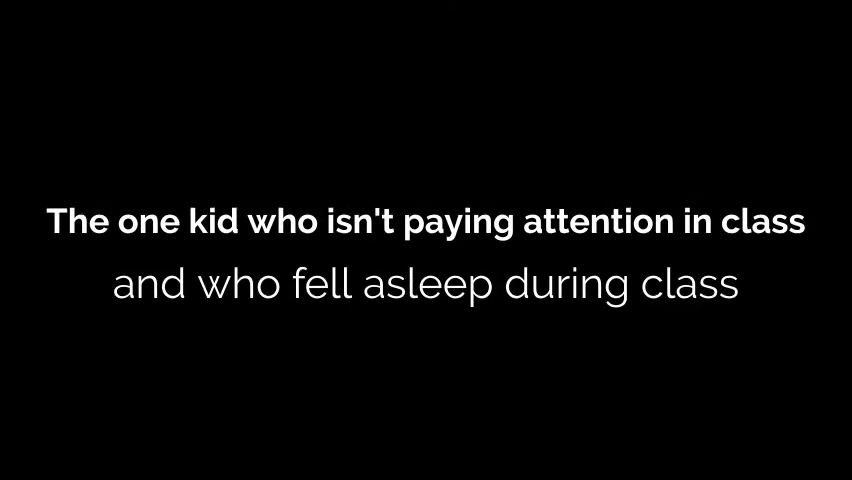 The one kid who isn't paying attention in class
and who fell asleep during class